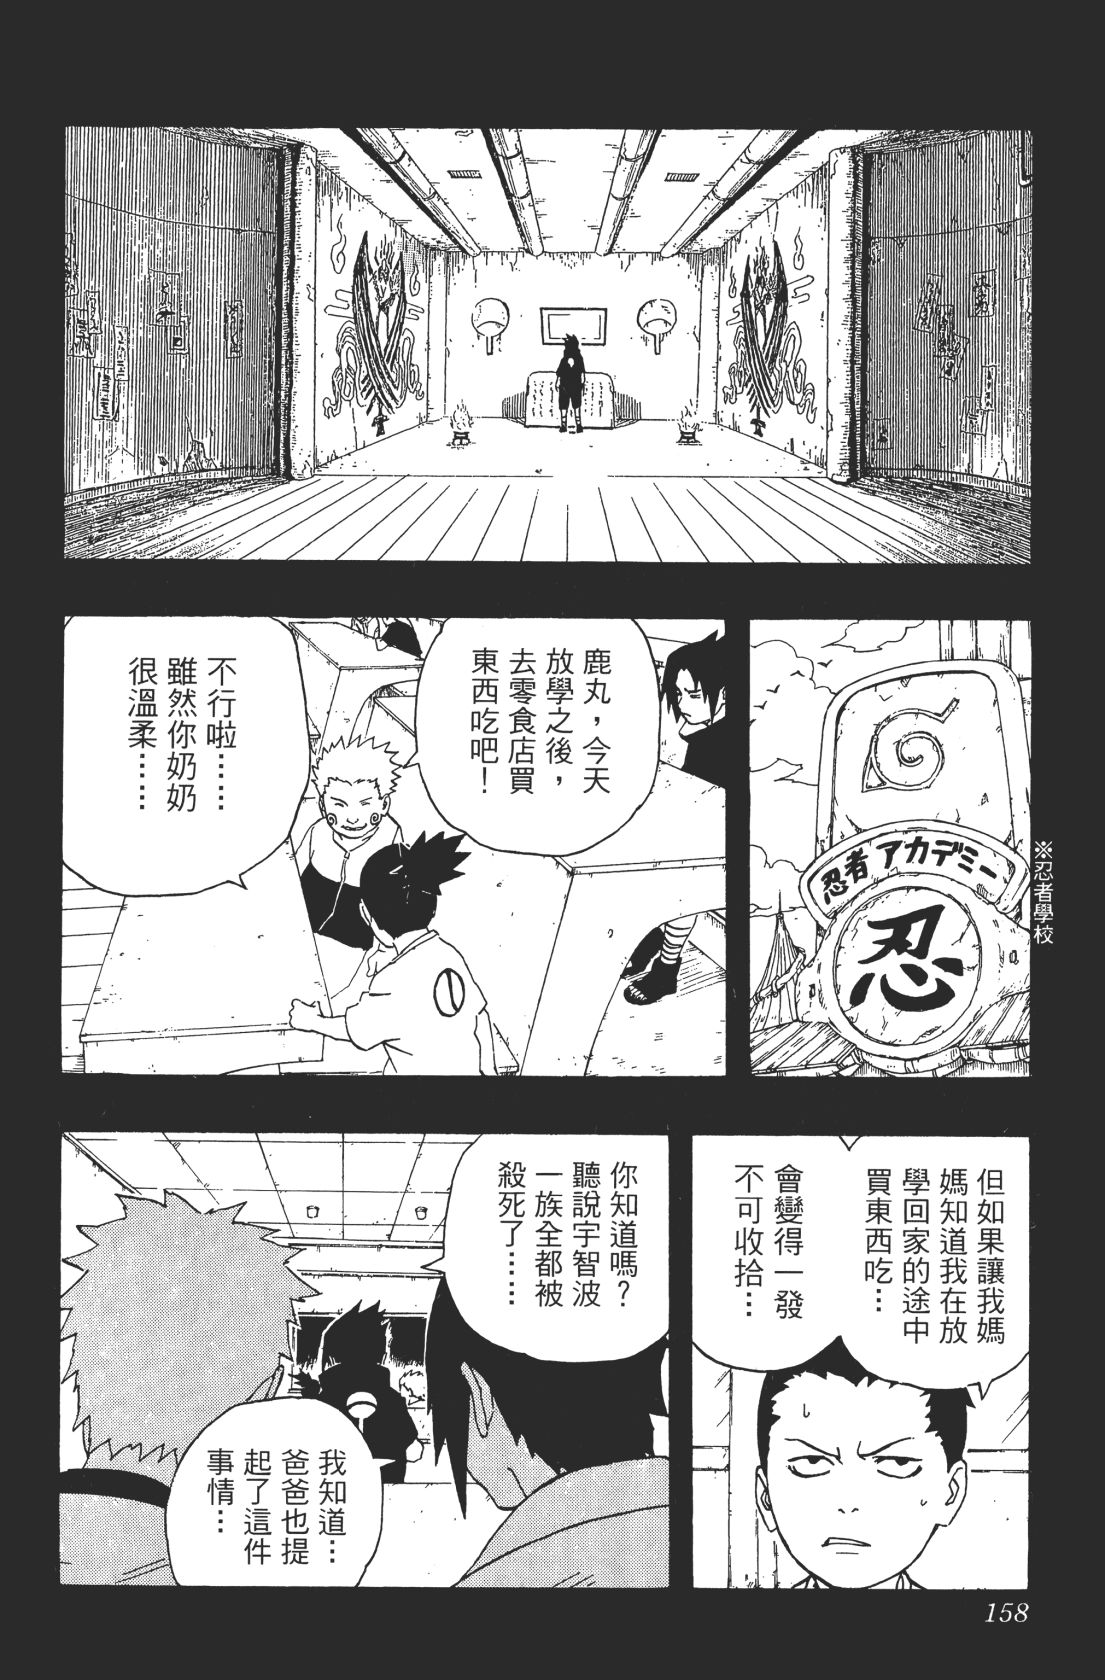 忍者アカデミー
忍
※忍者學校
鹿丸，今天
放學之後，
去零食店買
東西吃吧！
不行啦……
雖然你奶奶
很溫柔……
但如果讓我媽
媽知道我在放
學回家的途中
買東西吃…
會變得一發
不可收拾…
你知道嗎？
聽說宇智波
一族全都被
殺死了……
我知道…
爸爸也提
起了這件
事情…
158